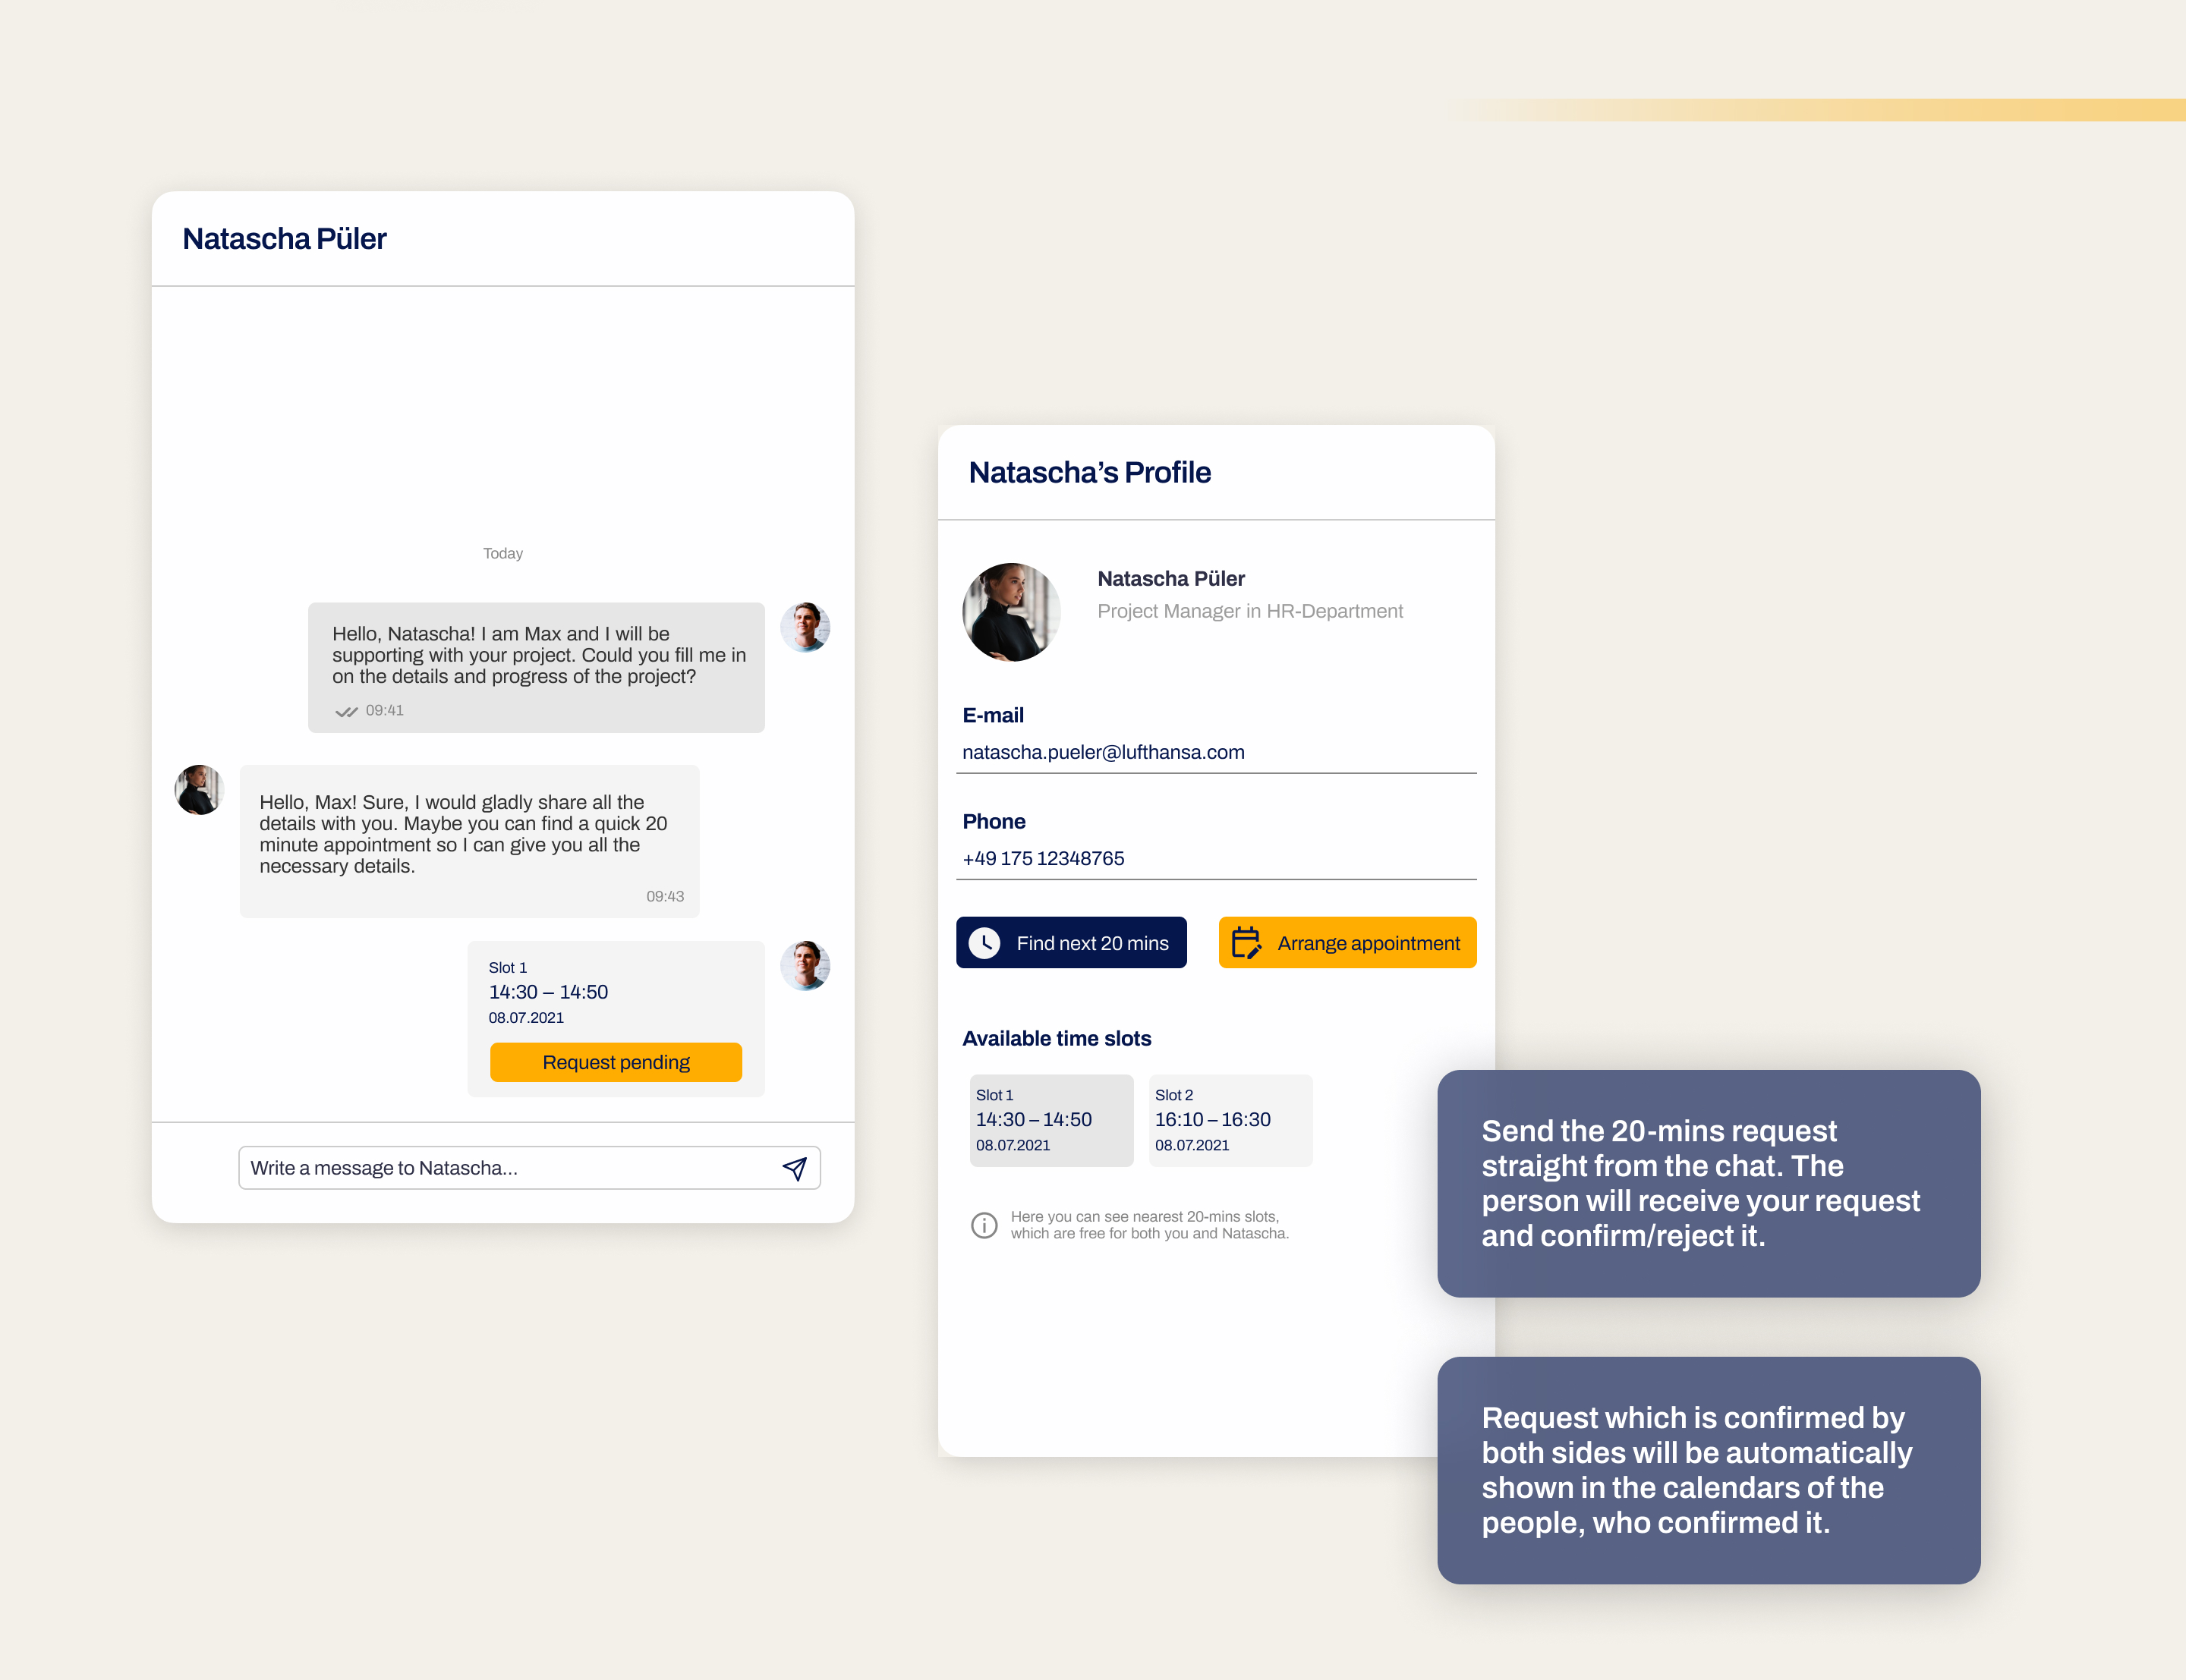 Natascha Püler
Today
Hello, Natascha! I am Max and I will be
supporting with your project. Could you fill me in
on the details and progress of the project?
09:41
Hello, Max! Sure, I would gladly share all the
details with you. Maybe you can find a quick 20
minute appointment so I can give you all the
necessary details.
09:43
Slot 1
14:30 – 14:50
08.07.2021
Request pending
Write a message to Natascha...
Natascha’s Profile
Natascha Püler
Project Manager in HR-Department
E-mail
natascha.pueler@lufthansa.com
Phone
+49 175 12348765
Find next 20 mins
Arrange appointment
Available time slots
Slot 1
14:30 – 14:50
08.07.2021
Slot 2
16:10 – 16:30
08.07.2021
Here you can see nearest 20-mins slots,
which are free for both you and Natascha.
Send the 20-mins request
straight from the chat. The
person will receive your request
and confirm/reject it.
Request which is confirmed by
both sides will be automatically
shown in the calendars of the
people, who confirmed it.